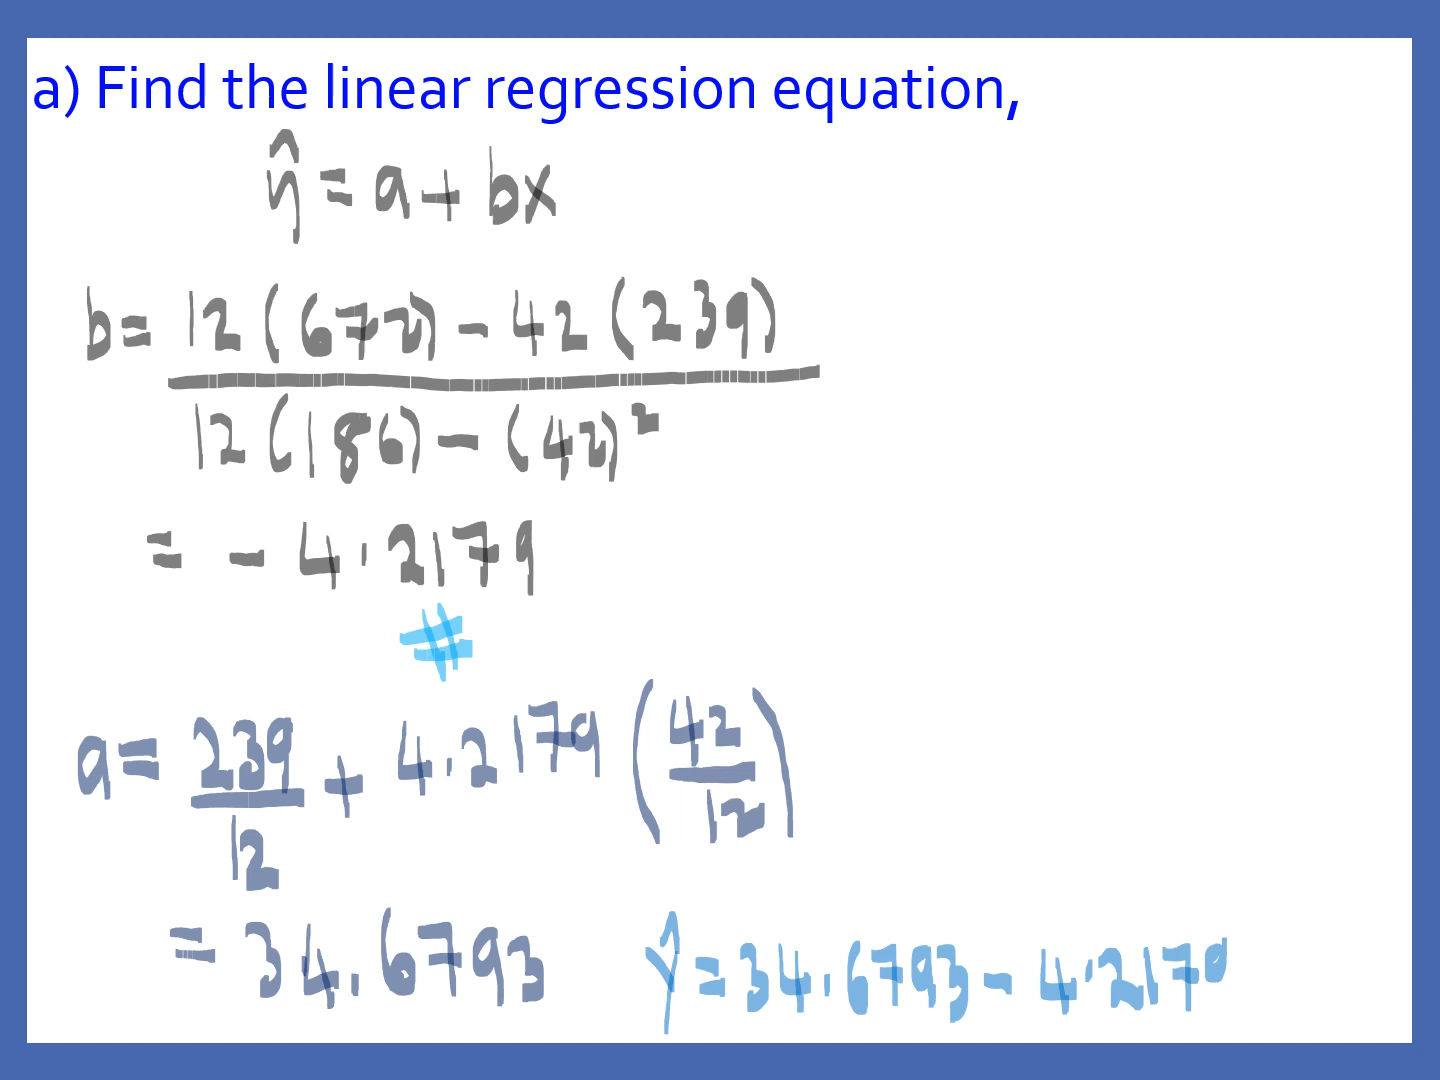 a) Find the linear regression equation,
ŷ = a + bx
b = 12(672) - 42(239)
12(186) - (42)²
= - 4.2179
#
a = 239/12 + 4.2179 (42/12)
= 34.6793
Ŷ = 34.6793 - 4.2179